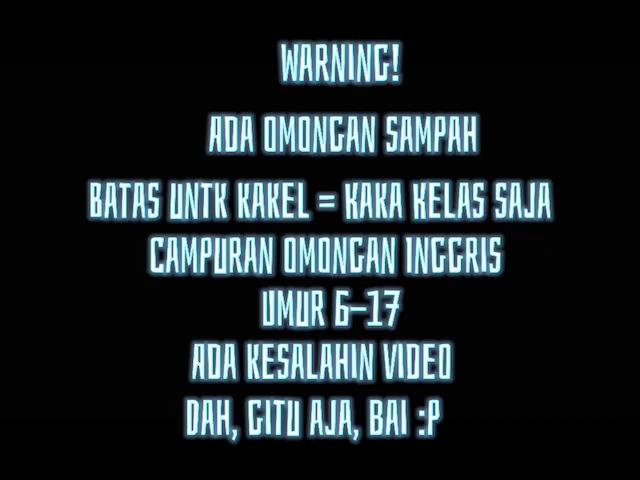 WARNING!
ADA OMONGAN SAMPAH
BATAS UNTK KAKEL = KAKA KELAS SAJA
CAMPURAN OMONGAN INGGRIS
UMUR 6-17
ADA KESALAHIN VIDEO
DAH, GITU AJA, BAI :P